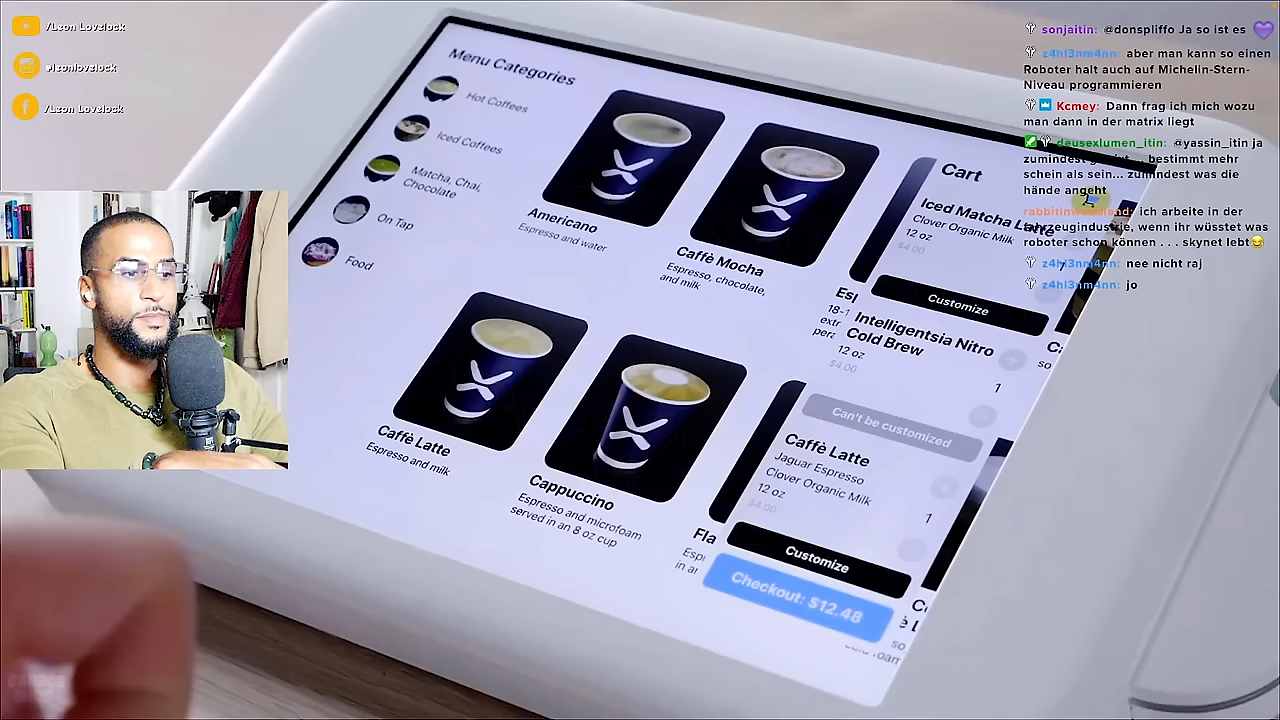 /Leon Lovelock
@leonlovelock
/Leon Lovelock
Menu Categories
Hot Coffees
Iced Coffees
Matcha, Chai,
Chocolate
On Tap
Food
Americano
Espresso and water
Caffè Mocha
Espresso, chocolate,
and milk
Caffè Latte
Espresso and milk
Cappuccino
Espresso and microfoam
served in an 8 oz cup
Cart
Iced Matcha Latte
Clover Organic Milk
12 oz
$4.00
Customize
Intelligentsia Nitro
Cold Brew
12 oz
$4.00
1
Can't be customized
Caffè Latte
Jaguar Espresso
Clover Organic Milk
12 oz
$4.00
1
Customize
Checkout: $12.48
sonjaitin: @donspliffo Ja so ist es
z4hl3nm4nn: aber man kann so einen
Roboter halt auch auf Michelin-Stern-
Niveau programmieren
Kcmey: Dann frag ich mich wozu
man dann in der matrix liegt
deusexlumen_itin: @yassin_itin ja
zumindest bestimmt mehr
schein als sein... zumindest was die
hände angeht
ich arbeite in der
wenn ihr wüsstet was
roboter schon können . . . skynet lebt😂
z4hl3nm4nn: nee nicht raj
z4hl3nm4nn: jo